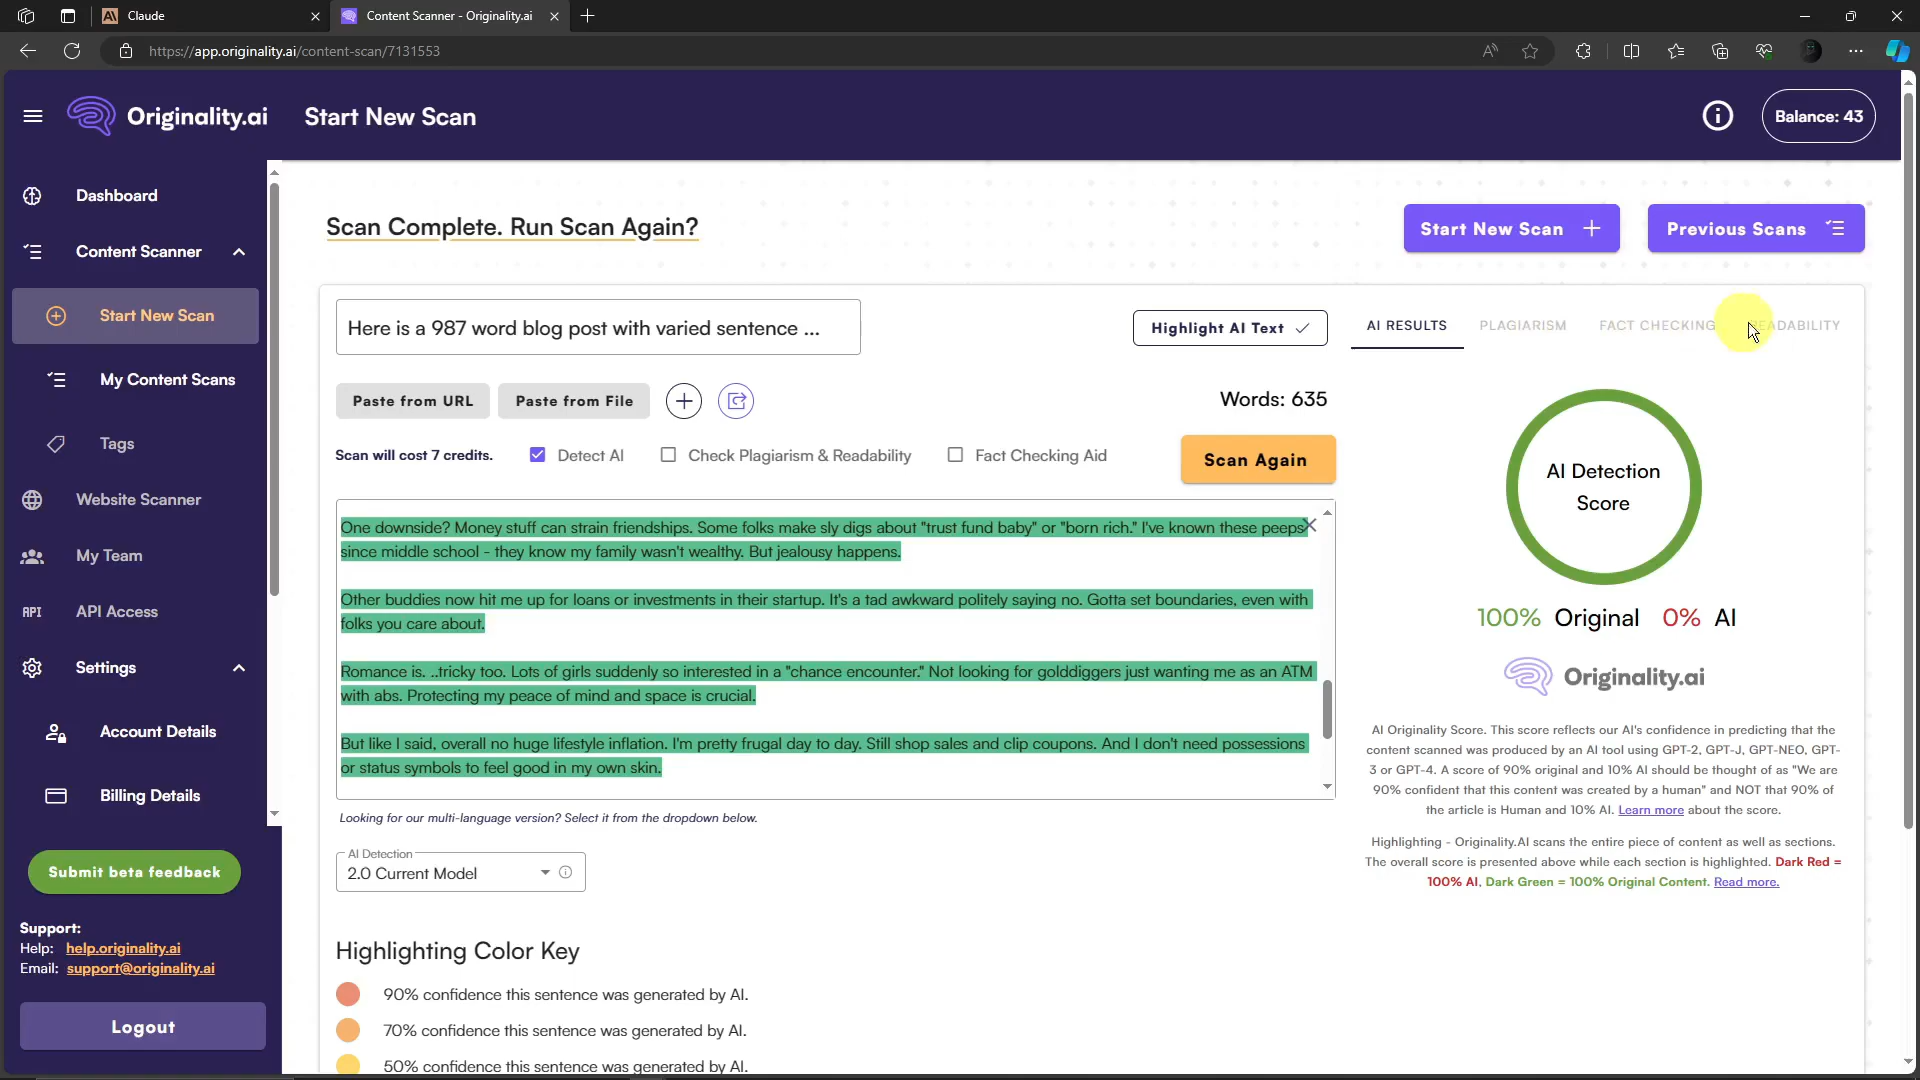 Claude
Content Scanner - Originality.ai
https://app.originality.ai/content-scan/7131553
Originality.ai
Start New Scan
Balance: 43
Dashboard
Content Scanner
Start New Scan
My Content Scans
Tags
Website Scanner
My Team
API
API Access
Settings
Account Details
Billing Details
Submit beta feedback
Support:
Help: help.originality.ai
Email: support@originality.ai
Logout
Scan Complete. Run Scan Again?
Start New Scan
Previous Scans
Here is a 987 word blog post with varied sentence ...
Highlight AI Text
Paste from URL
Paste from File
Words: 635
Scan will cost 7 credits.
Detect AI
Check Plagiarism & Readability
Fact Checking Aid
Scan Again
One downside? Money stuff can strain friendships. Some folks make sly digs about "trust fund baby" or "born rich." I've known these peeps
since middle school - they know my family wasn't wealthy. But jealousy happens.
Other buddies now hit me up for loans or investments in their startup. It's a tad awkward politely saying no. Gotta set boundaries, even with
folks you care about.
Romance is. ..tricky too. Lots of girls suddenly so interested in a "chance encounter." Not looking for golddiggers just wanting me as an ATM
with abs. Protecting my peace of mind and space is crucial.
But like I said, overall no huge lifestyle inflation. I'm pretty frugal day to day. Still shop sales and clip coupons. And I don't need possessions
or status symbols to feel good in my own skin.
Looking for our multi-language version? Select it from the dropdown below.
AI Detection
2.0 Current Model
Highlighting Color Key
90% confidence this sentence was generated by AI.
70% confidence this sentence was generated by AI.
50% confidence this sentence was generated by AI.
AI RESULTS
PLAGIARISM
FACT CHECKING
READABILITY
AI Detection
Score
100% Original 0% AI
Originality.ai
AI Originality Score. This score reflects our AI's confidence in predicting that the
content scanned was produced by an AI tool using GPT-2, GPT-J, GPT-NEO, GPT-
3 or GPT-4. A score of 90% original and 10% AI should be thought of as "We are
90% confident that this content was created by a human" and NOT that 90% of
the article is Human and 10% AI. Learn more about the score.
Highlighting - Originality.AI scans the entire piece of content as well as sections.
The overall score is presented above while each section is highlighted. Dark Red =
100% AI, Dark Green = 100% Original Content. Read more.